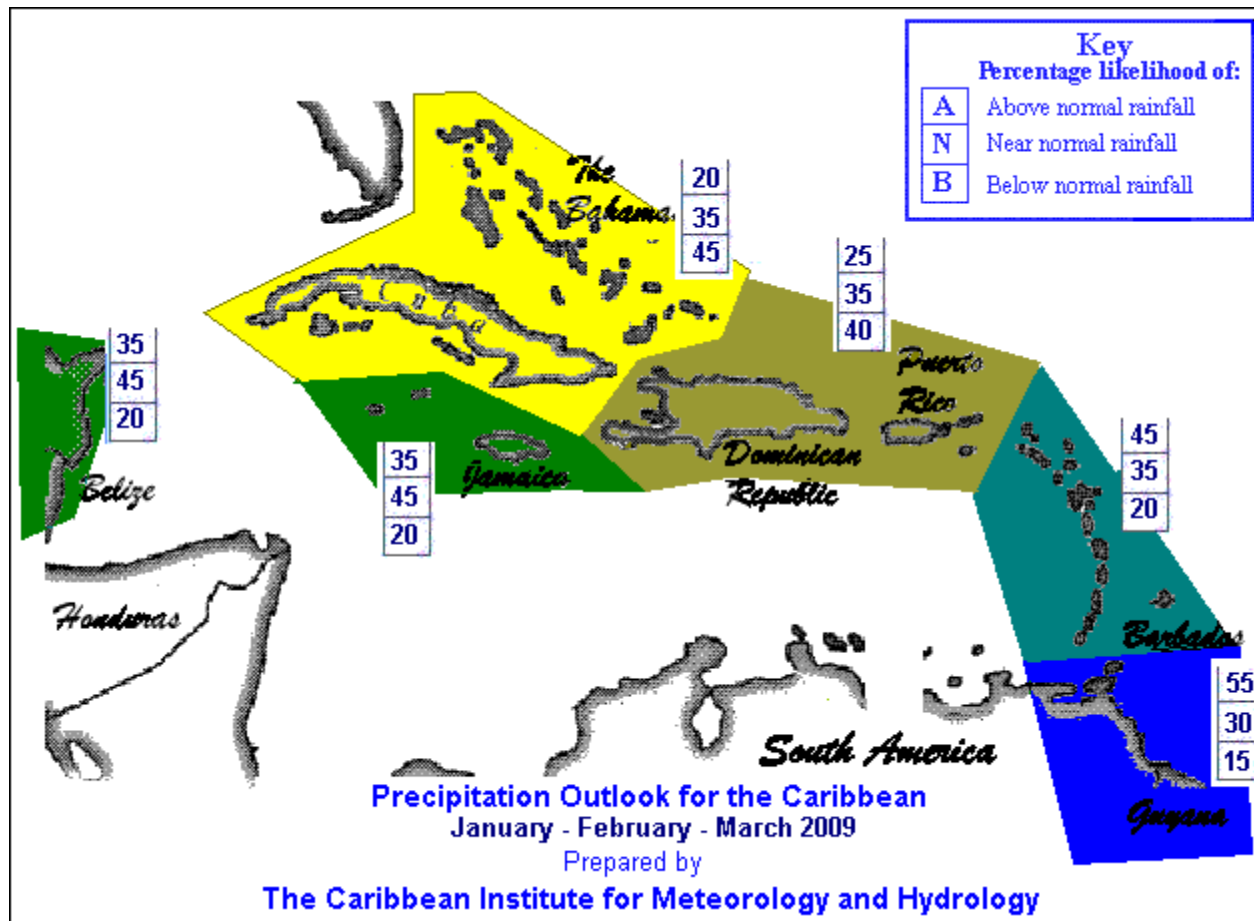 Key
Percentage likelihood of:
A Above normal rainfall
N Near normal rainfall
B Below normal rainfall
The
Bahama
20
35
45
25
35
40
Cuba
35
45
20
Puerto
Rico
45
35
20
35
45
20
Jamaica
Dominican
Republic
Belize
Honduras
Barbados
55
30
15
South America
Guyana
Precipitation Outlook for the Caribbean
January - February - March 2009
Prepared by
The Caribbean Institute for Meteorology and Hydrology